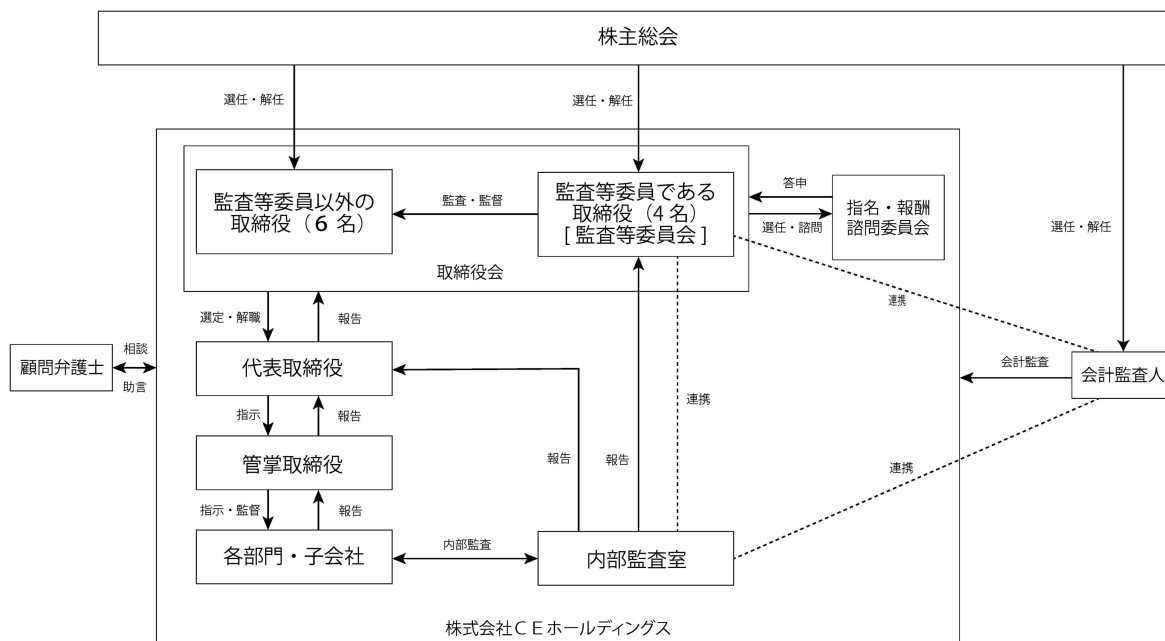 株主総会
選任・解任
選任・解任
選任・解任
監査等委員以外の
取締役（6 名）
監査・監督
監査等委員である
取締役（4 名）
[ 監査等委員会 ]
答申
選任・諮問
指名・報酬
諮問委員会
取締役会
連携
選定・解職
報告
顧問弁護士
相談
助言
代表取締役
会計監査
会計監査人
指示
報告
連携
管掌取締役
報告
報告
連携
指示・監督
報告
各部門・子会社
内部監査
内部監査室
株式会社ＣＥホールディングス